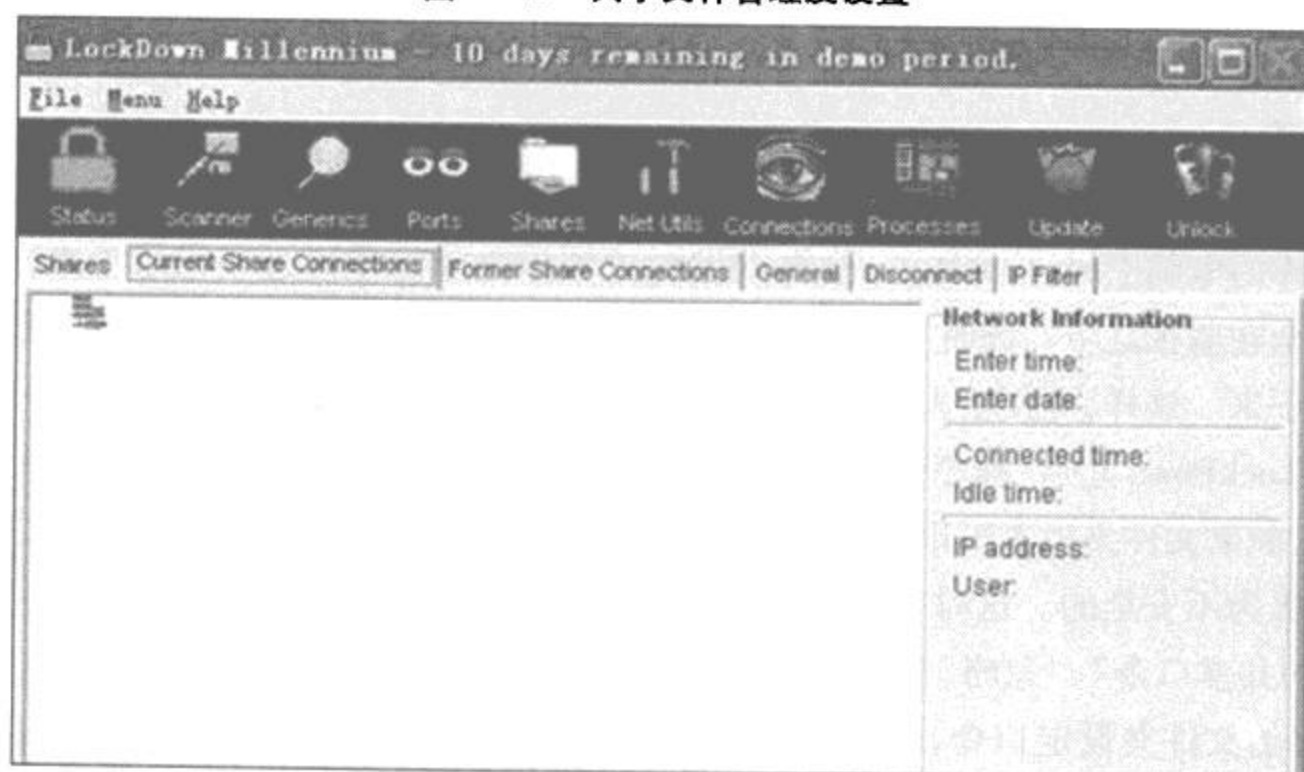 LockDown Millennium - 10 days remaining in demo period.
File Menu Help
Status Scanner Generics Ports Shares Net Utils Connections Processes Update Unlock
Shares Current Share Connections Former Share Connections General Disconnect IP Filter
Network Information
Enter time:
Enter date:
Connected time:
Idle time:
IP address:
User: